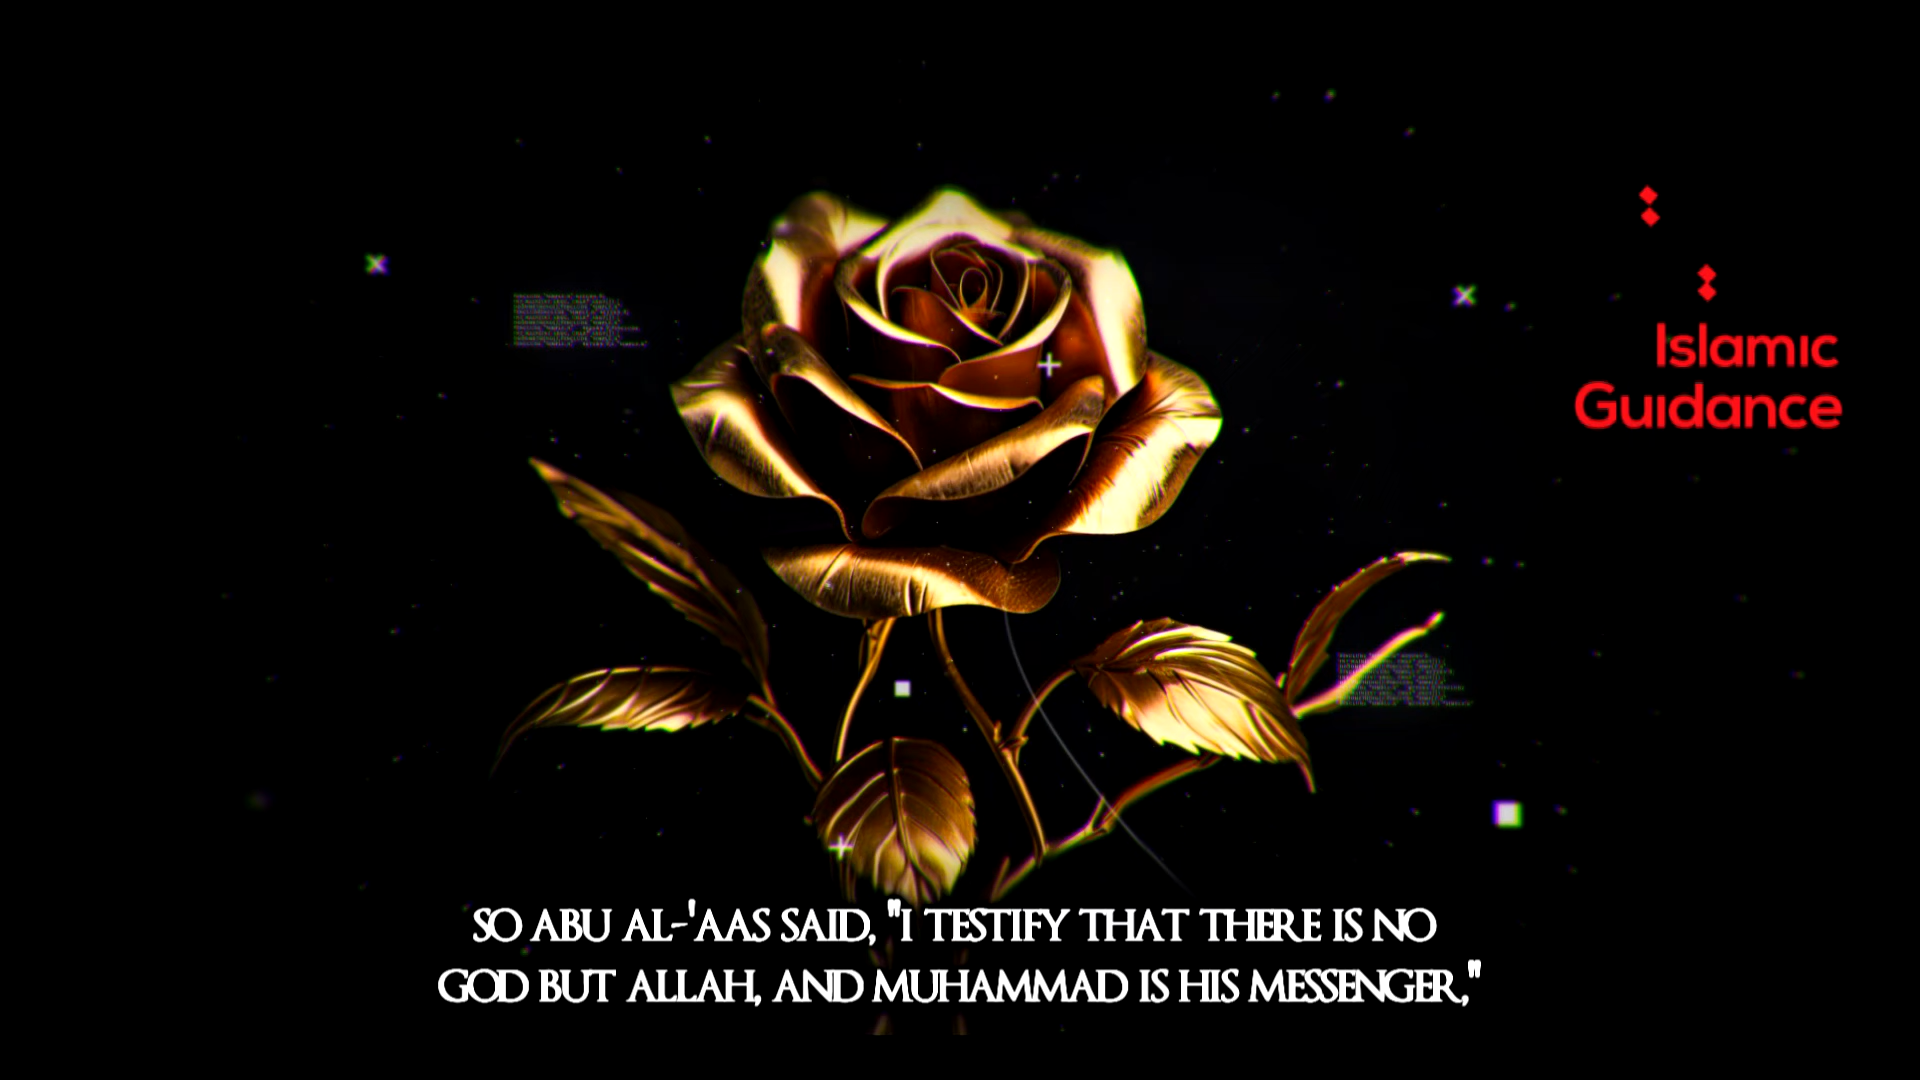 Islamic
Guidance
SO ABU AL-'AAS SAID, "I TESTIFY THAT THERE IS NO
GOD BUT ALLAH, AND MUHAMMAD IS HIS MESSENGER,"